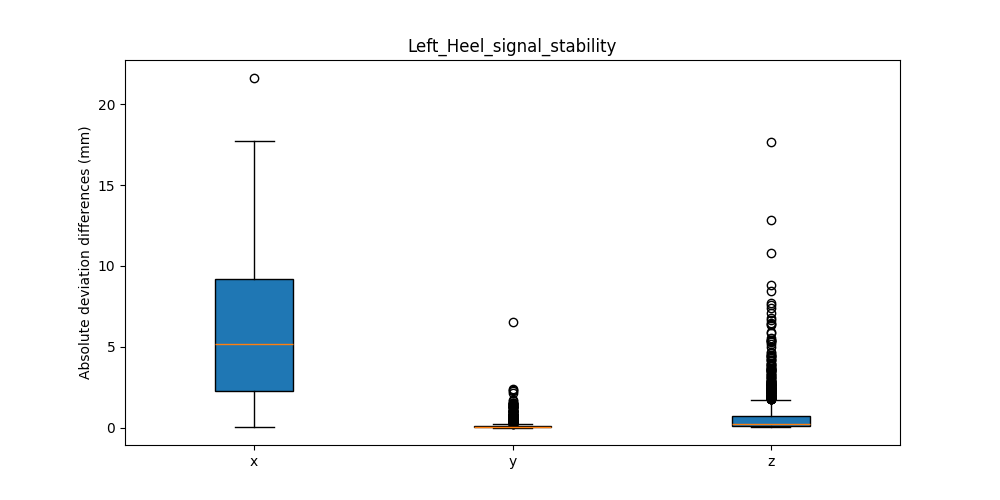 Left_Heel_signal_stability
Absolute deviation differences (mm)
20
15
10
5
0
x
y
z